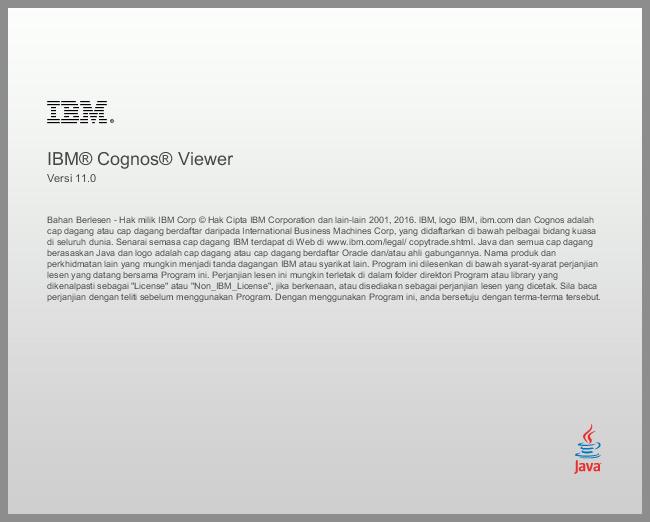 IBM®
IBM® Cognos® Viewer
Versi 11.0
Bahan Berlesen - Hak milik IBM Corp © Hak Cipta IBM Corporation dan lain-lain 2001, 2016. IBM, logo IBM, ibm.com dan Cognos adalah
cap dagang atau cap dagang berdaftar daripada International Business Machines Corp, yang didaftarkan di bawah pelbagai bidang kuasa
di seluruh dunia. Senarai semasa cap dagang IBM terdapat di Web di www.ibm.com/legal/ copytrade.shtml. Java dan semua cap dagang
berasaskan Java dan logo adalah cap dagang atau cap dagang berdaftar Oracle dan/atau ahli gabungannya. Nama produk dan
perkhidmatan lain yang mungkin menjadi tanda dagangan IBM atau syarikat lain. Program ini dilesenkan di bawah syarat-syarat perjanjian
lesen yang datang bersama Program ini. Perjanjian lesen ini mungkin terletak di dalam folder direktori Program atau library yang
dikenalpasti sebagai "License" atau "Non_IBM_License", jika berkenaan, atau disediakan sebagai perjanjian lesen yang dicetak. Sila baca
perjanjian dengan teliti sebelum menggunakan Program. Dengan menggunakan Program ini, anda bersetuju dengan terma-terma tersebut.
Java